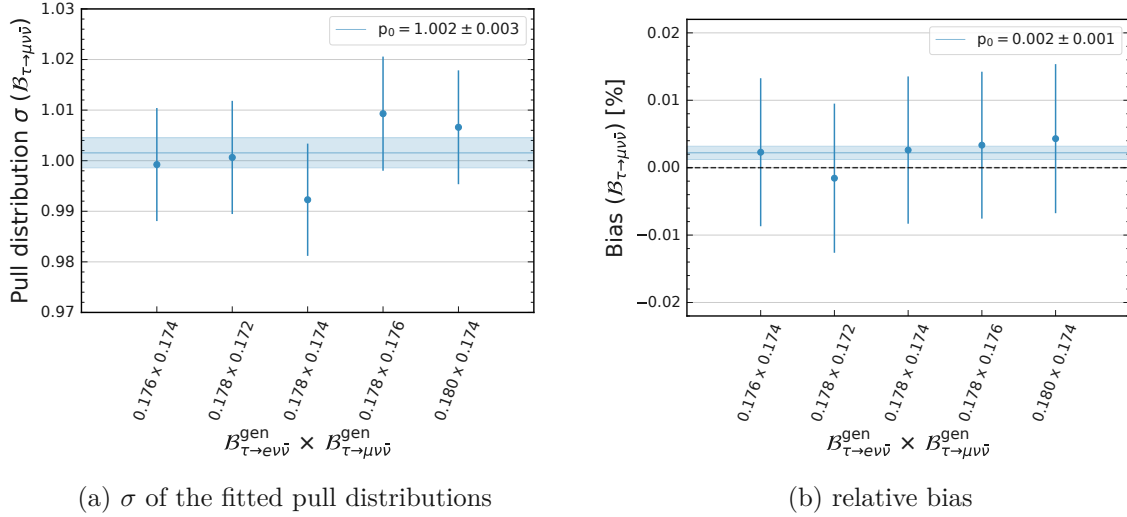 p₀ = 1.002 ± 0.003
Pull distribution σ (ℬτ→μνν̄)
1.03
1.02
1.01
1.00
0.99
0.98
0.97
0.176 x 0.174
0.178 x 0.172
0.178 x 0.174
0.178 x 0.176
0.180 x 0.174
ℬ^gen_τ→eνν̄ × ℬ^gen_τ→μνν̄
(a) σ of the fitted pull distributions
p₀ = 0.002 ± 0.001
Bias (ℬτ→μνν̄) [%]
0.02
0.01
0.00
−0.01
−0.02
0.176 x 0.174
0.178 x 0.172
0.178 x 0.174
0.178 x 0.176
0.180 x 0.174
ℬ^gen_τ→eνν̄ × ℬ^gen_τ→μνν̄
(b) relative bias